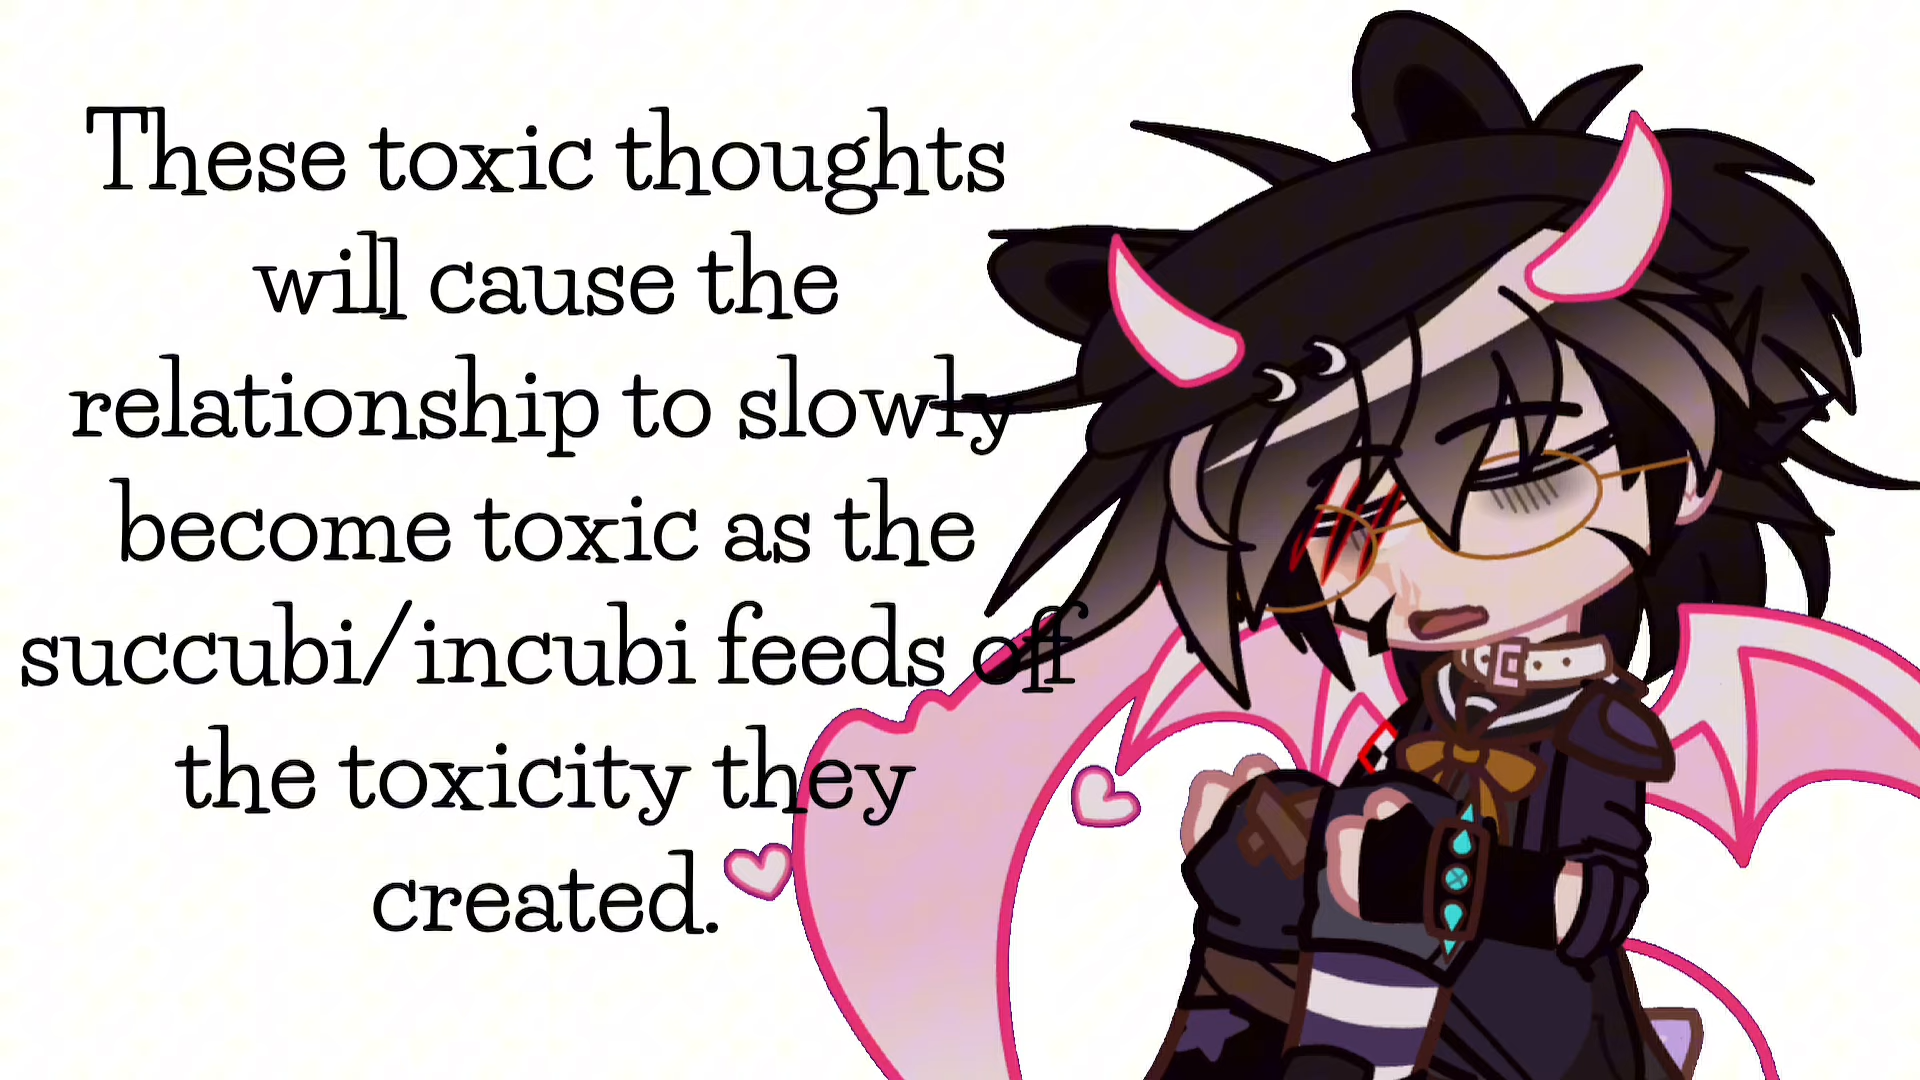 These toxic thoughts
will cause the
relationship to slowly
become toxic as the
succubi/incubi feeds off
the toxicity they
created.